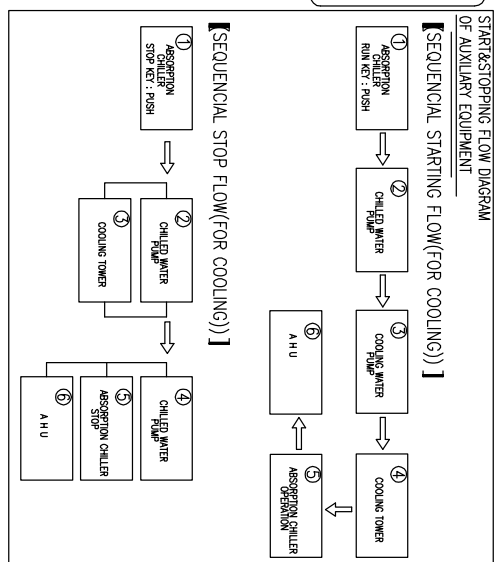 START&STOPPING FLOW DIAGRAM
OF AUXILIARY EQUIPMENT
【SEQUENCIAL STARTING FLOW(FOR COOLING)】
① ABSORPTION
CHILLER
RUN KEY : PUSH
② CHILLED WATER
PUMP
③ COOLING WATER
PUMP
④ COOLING TOWER
⑤ ABSORPTION CHILLER
OPERATION
⑥ A H U
【SEQUENCIAL STOP FLOW(FOR COOLING))】
① ABSORPTION
CHILLER
STOP KEY : PUSH
② CHILLED WATER
PUMP
③ COOLING TOWER
④ CHILLED WATER
PUMP
⑤ ABSORPTION CHILLER
STOP
⑥ A H U